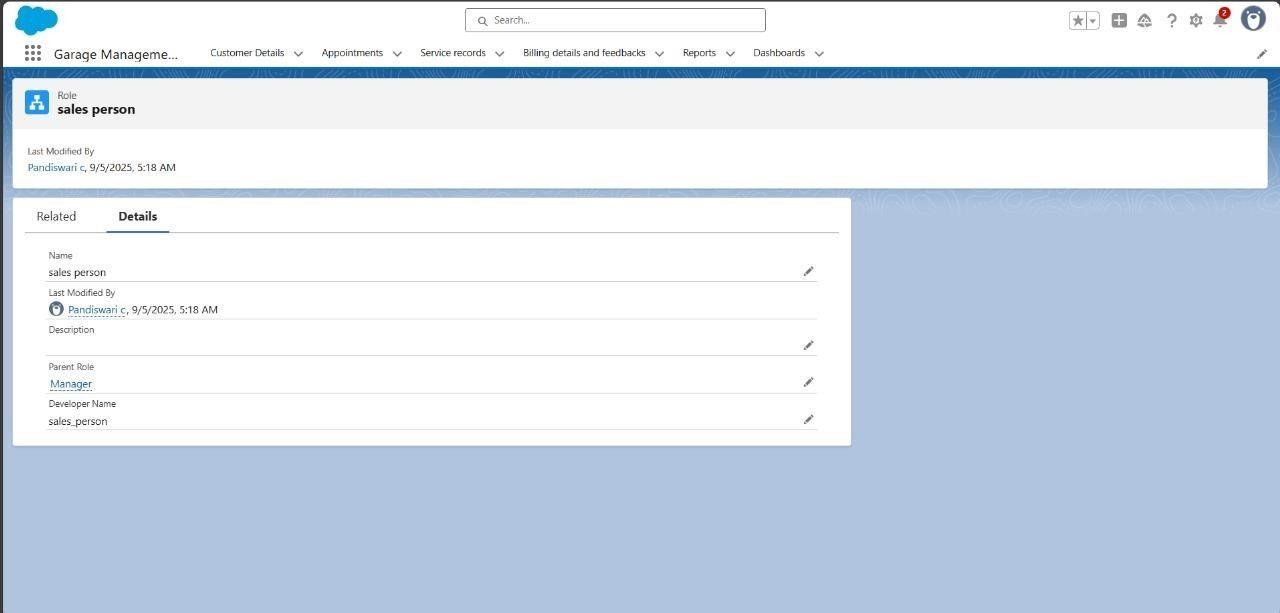 Search...
2
Garage Manageme...
Customer Details
Appointments
Service records
Billing details and feedbacks
Reports
Dashboards
Role
sales person
Last Modified By
Pandiswari c, 9/5/2025, 5:18 AM
Related
Details
Name
sales person
Last Modified By
Pandiswari c, 9/5/2025, 5:18 AM
Description
Parent Role
Manager
Developer Name
sales_person